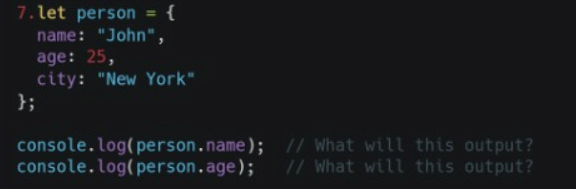 7.let person = {
  name: "John",
  age: 25,
  city: "New York"
};

console.log(person.name);  // What will this output?
console.log(person.age);   // What will this output?